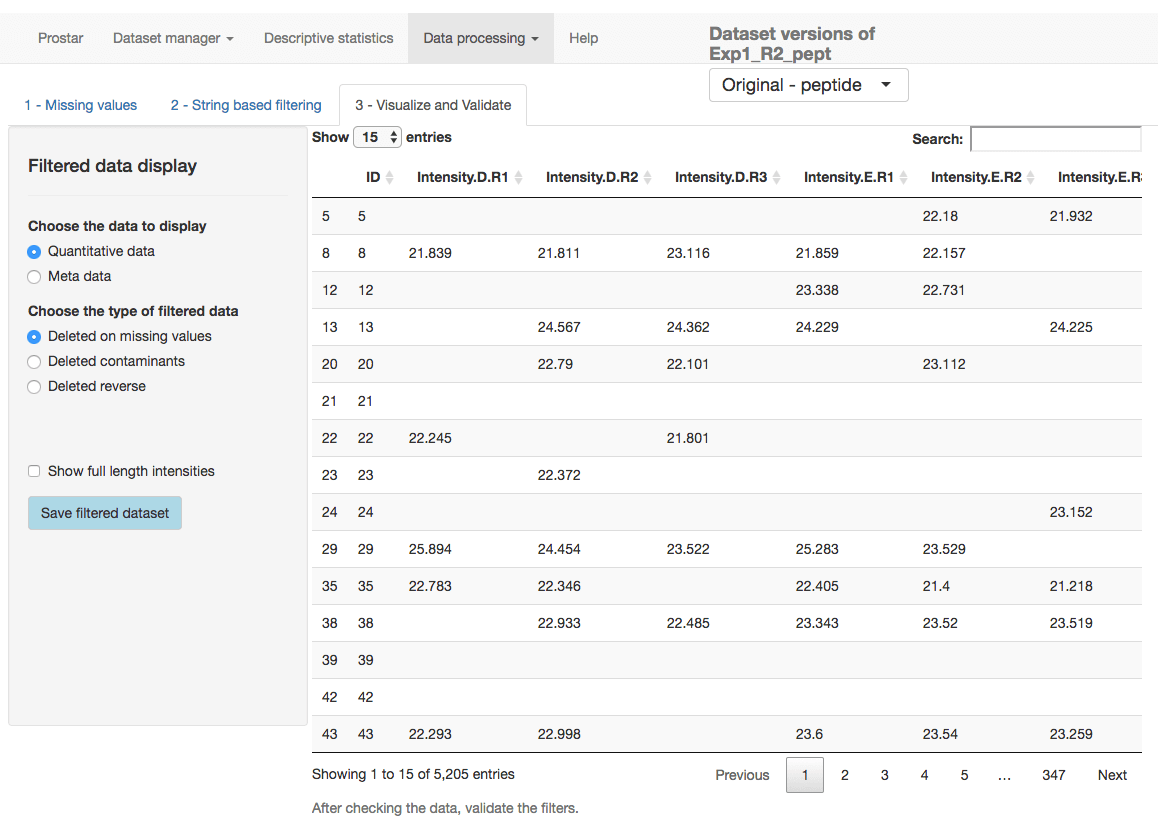 Prostar Dataset manager Descriptive statistics Data processing Help
Dataset versions of
Exp1_R2_pept
Original - peptide
1 - Missing values 2 - String based filtering 3 - Visualize and Validate
Filtered data display
Choose the data to display
Quantitative data
Meta data
Choose the type of filtered data
Deleted on missing values
Deleted contaminants
Deleted reverse
Show full length intensities
Save filtered dataset
Show 15 entries Search:
ID Intensity.D.R1 Intensity.D.R2 Intensity.D.R3 Intensity.E.R1 Intensity.E.R2 Intensity.E.R
5 5 22.18 21.932
8 8 21.839 21.811 23.116 21.859 22.157
12 12 23.338 22.731
13 13 24.567 24.362 24.229 24.225
20 20 22.79 22.101 23.112
21 21
22 22 22.245 21.801
23 23 22.372
24 24 23.152
29 29 25.894 24.454 23.522 25.283 23.529
35 35 22.783 22.346 22.405 21.4 21.218
38 38 22.933 22.485 23.343 23.52 23.519
39 39
42 42
43 43 22.293 22.998 23.6 23.54 23.259
Showing 1 to 15 of 5,205 entries Previous 1 2 3 4 5 ... 347 Next
After checking the data, validate the filters.